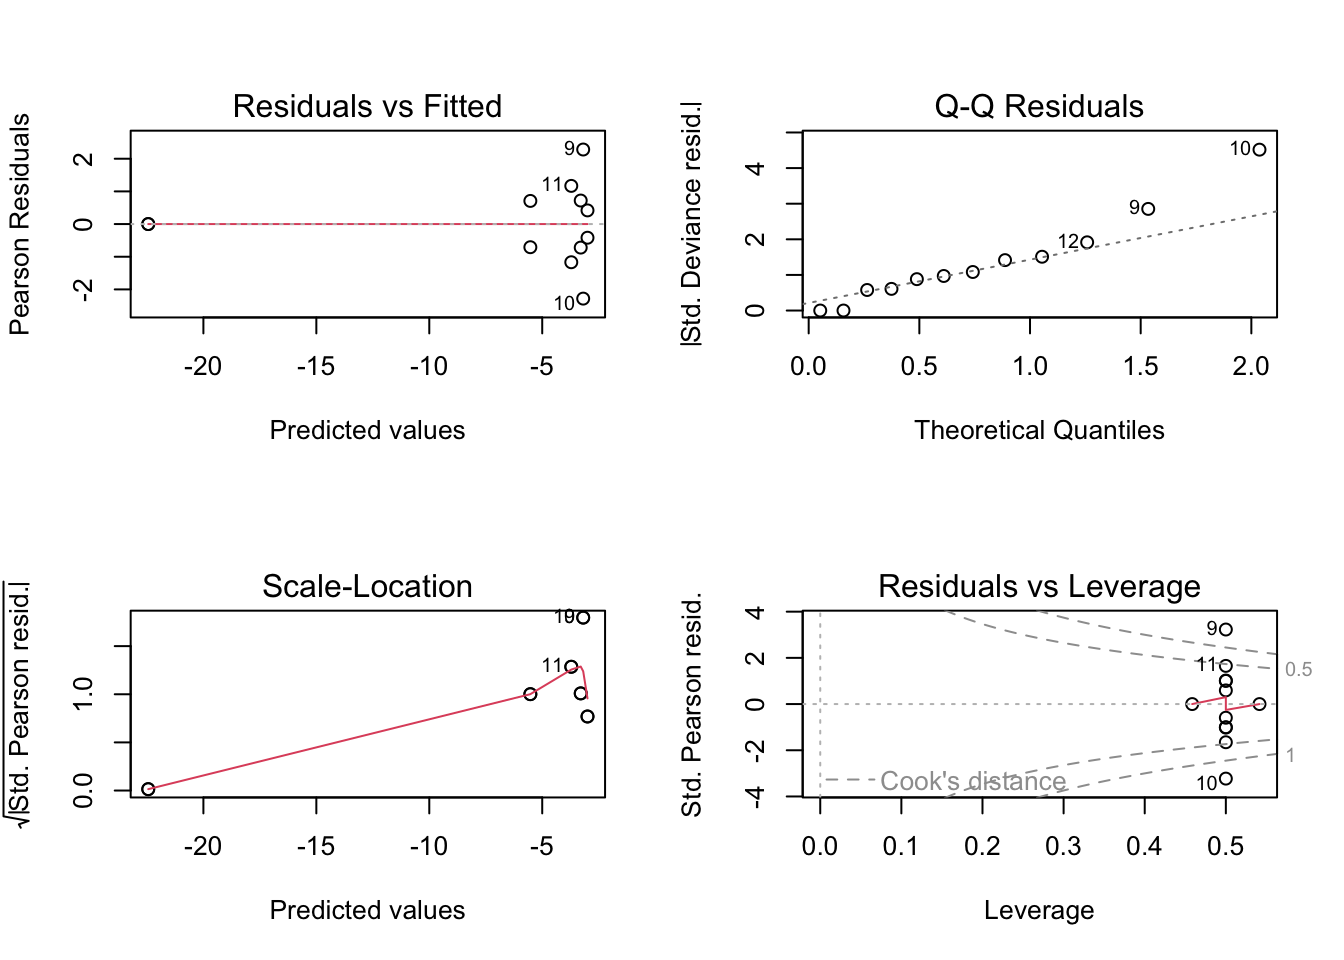 Residuals vs Fitted
Pearson Residuals
2
0
-2
9
11
10
-20 -15 -10 -5
Predicted values
Q-Q Residuals
|Std. Deviance resid.|
4
2
0
10
9
12
0.0 0.5 1.0 1.5 2.0
Theoretical Quantiles
Scale-Location
√|Std. Pearson resid.|
1.0
0.0
11
-20 -15 -10 -5
Predicted values
Residuals vs Leverage
Std. Pearson resid.
4
2
0
-2
-4
9
11
10
0.5
1
Cook's distance
0.0 0.1 0.2 0.3 0.4 0.5
Leverage